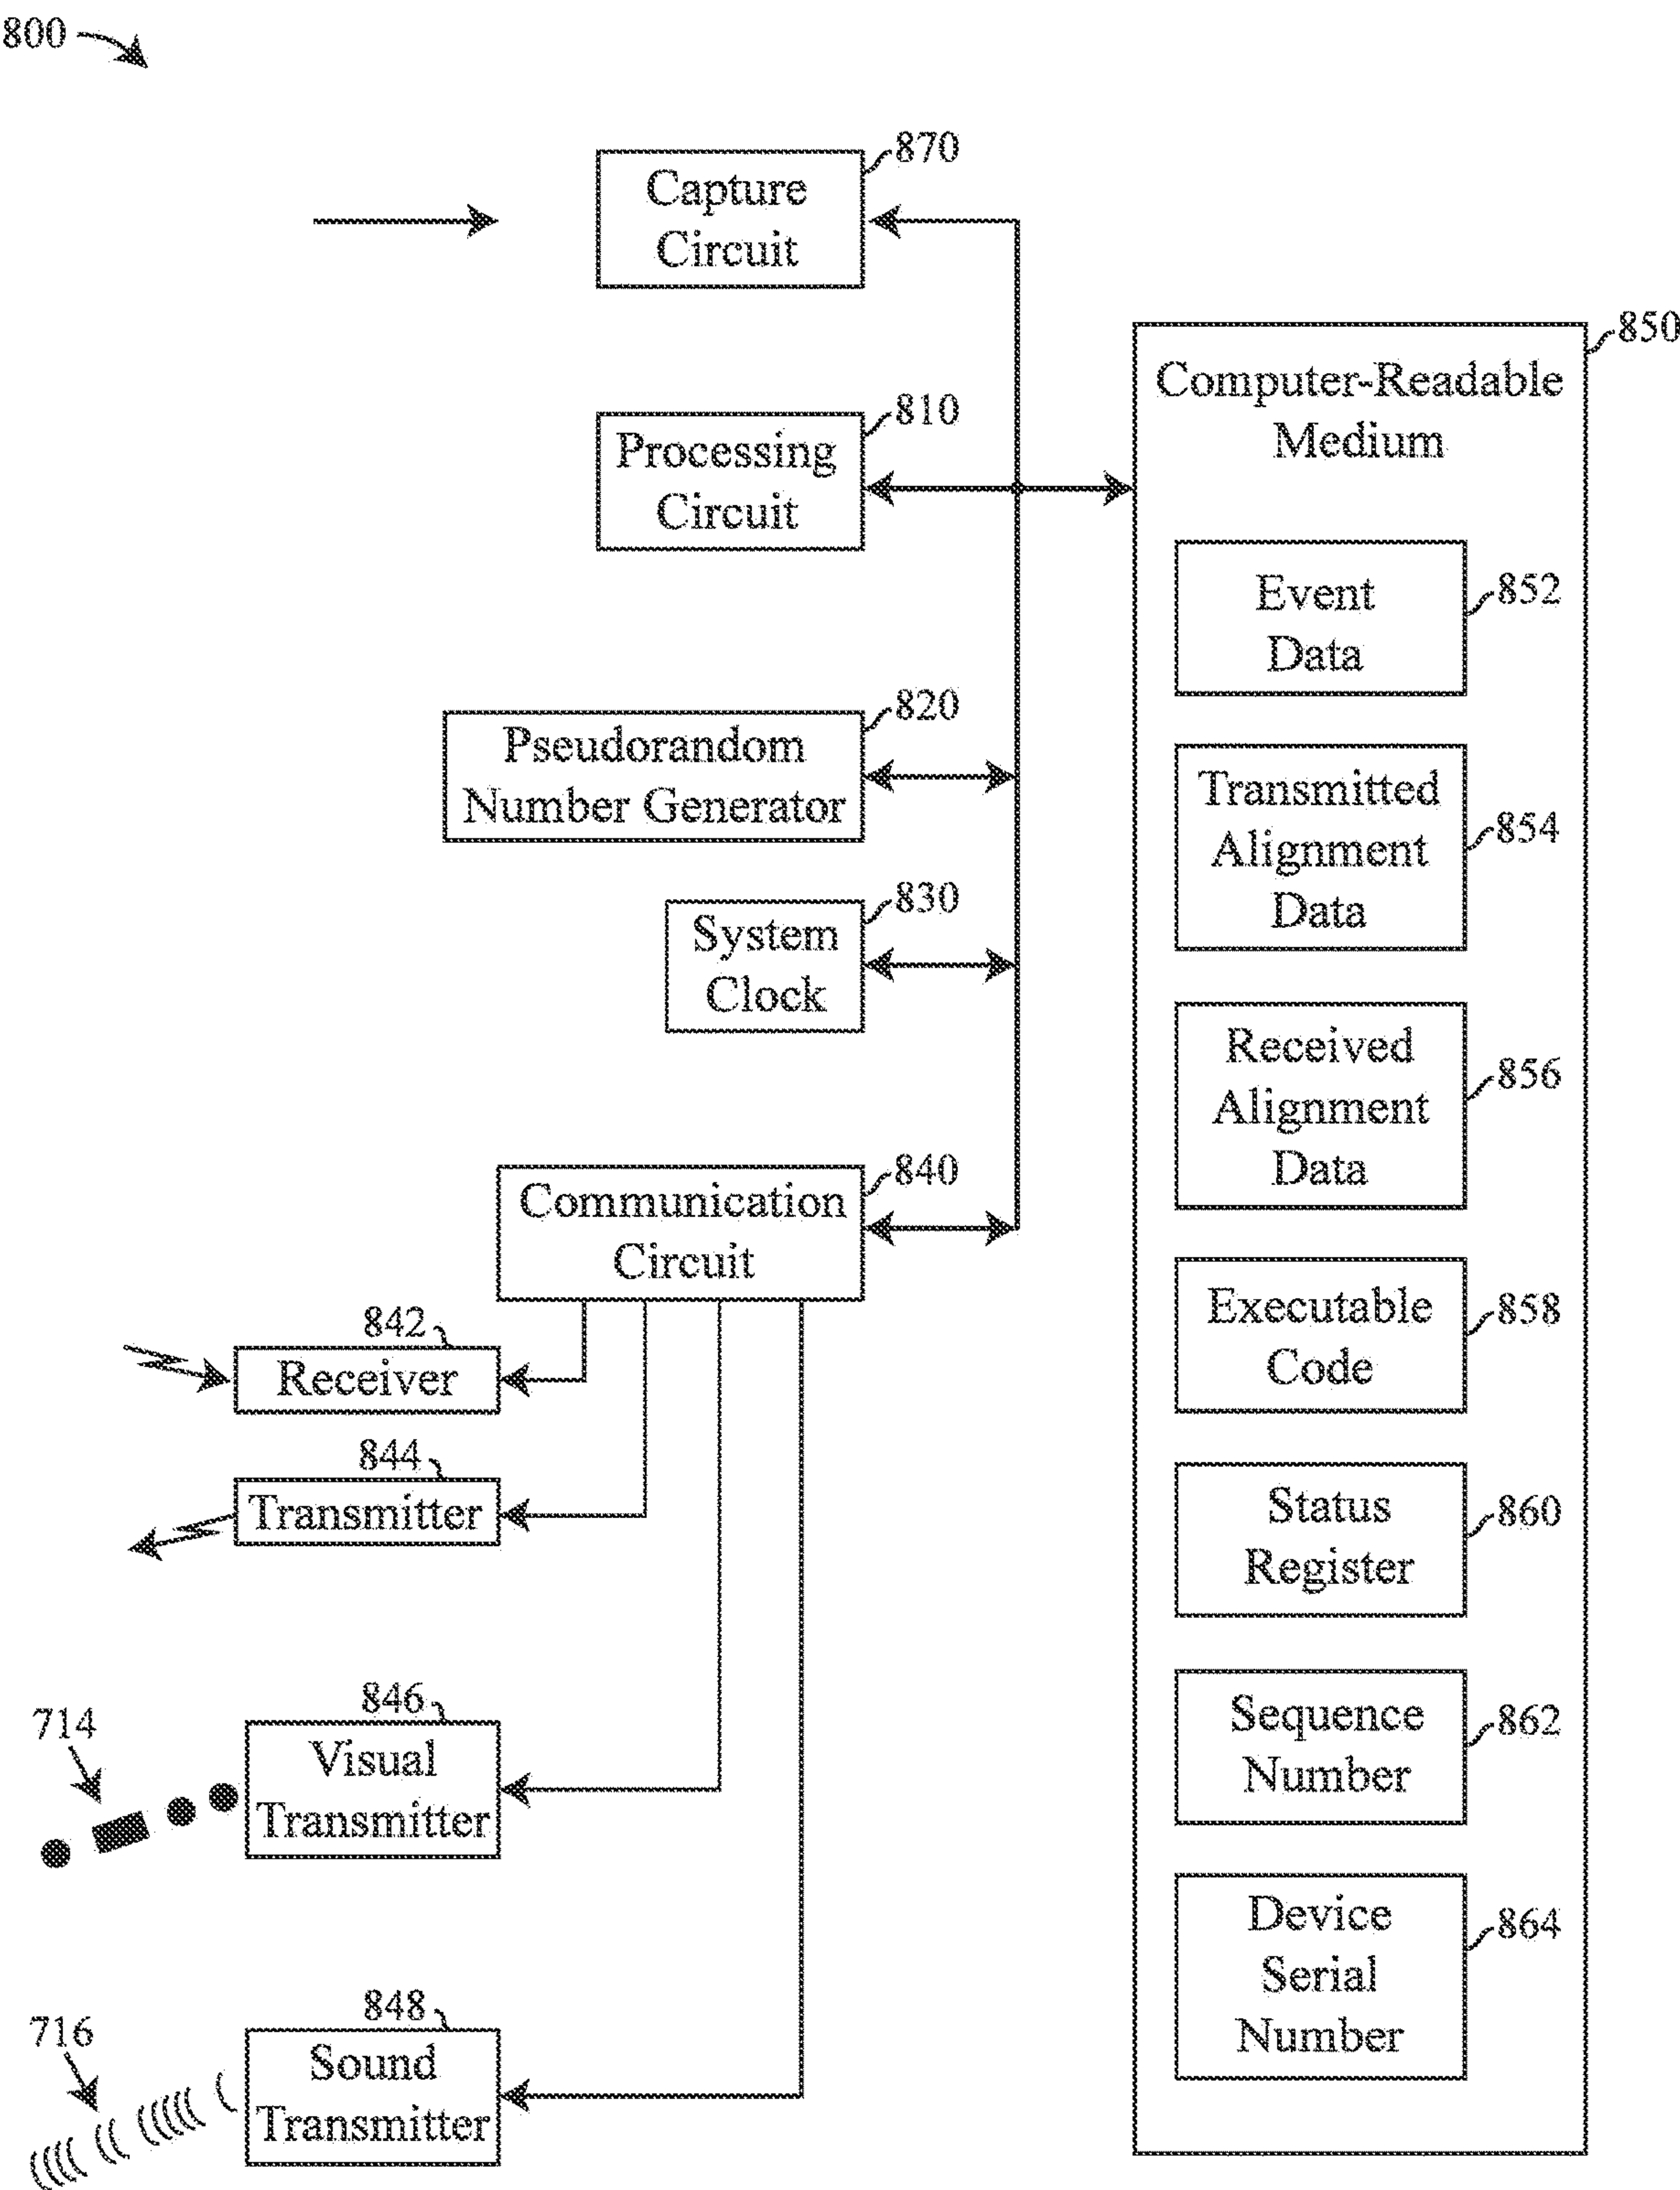 800
870
Capture
Circuit
850
Computer-Readable
Medium
810
Processing
Circuit
Event
Data
852
820
Pseudorandom
Number Generator
Transmitted
Alignment
Data
854
830
System
Clock
Received
Alignment
Data
856
840
Communication
Circuit
Executable
Code
858
842
Receiver
844
Transmitter
Status
Register
860
846
Visual
Transmitter
714
Sequence
Number
862
Device
Serial
Number
864
848
Sound
Transmitter
716